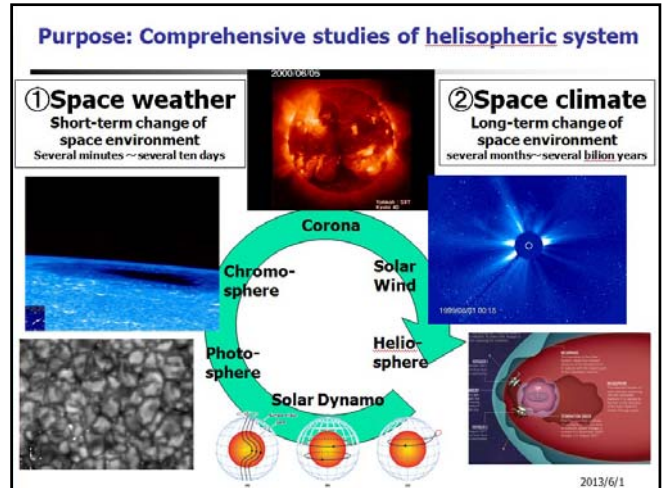 Purpose: Comprehensive studies of helisopheric system
2000/06/05
①Space weather
Short-term change of
space environment
Several minutes～several ten days
②Space climate
Long-term change of
space environment
several months～several bilion years
Corona
Chromo-
sphere
Solar
Wind
1999/08/01 00:18
Photo-
sphere
Helio-
sphere
Solar Dynamo
2013/6/1